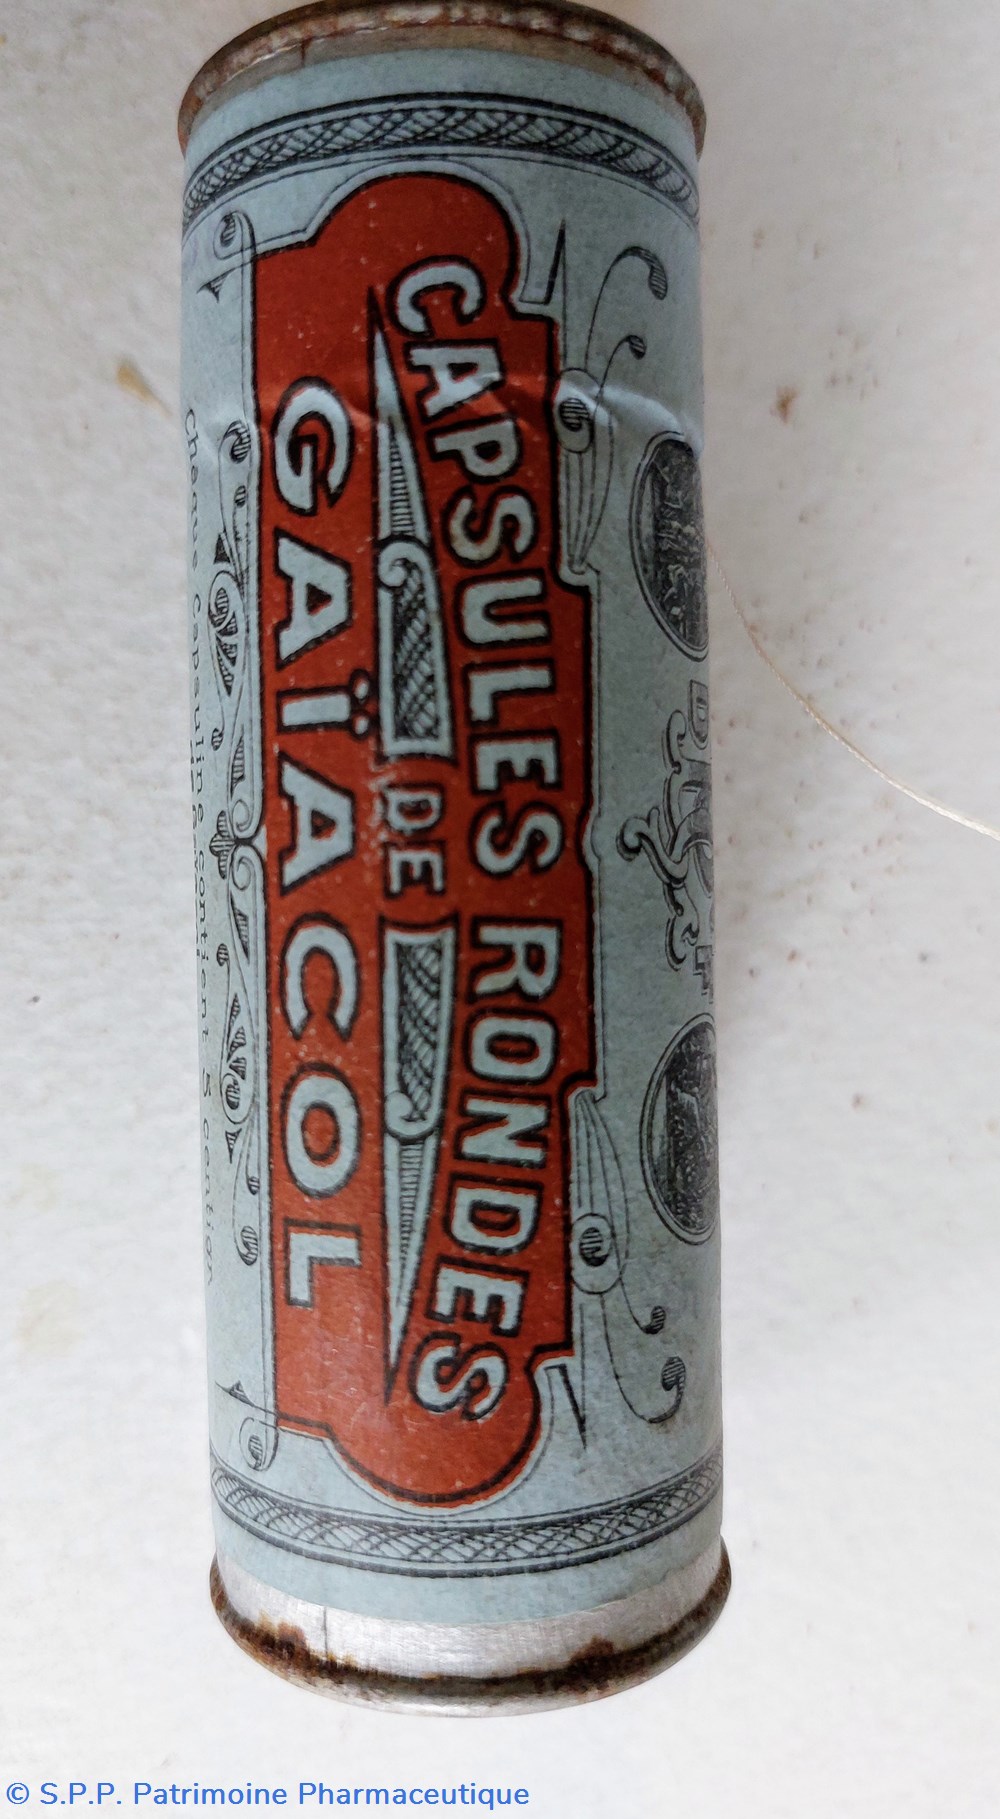 CAPSULES RONDES
DE
GAÏACOL
Chaque Capsuline contient 5 centigr.
© S.P.P. Patrimoine Pharmaceutique